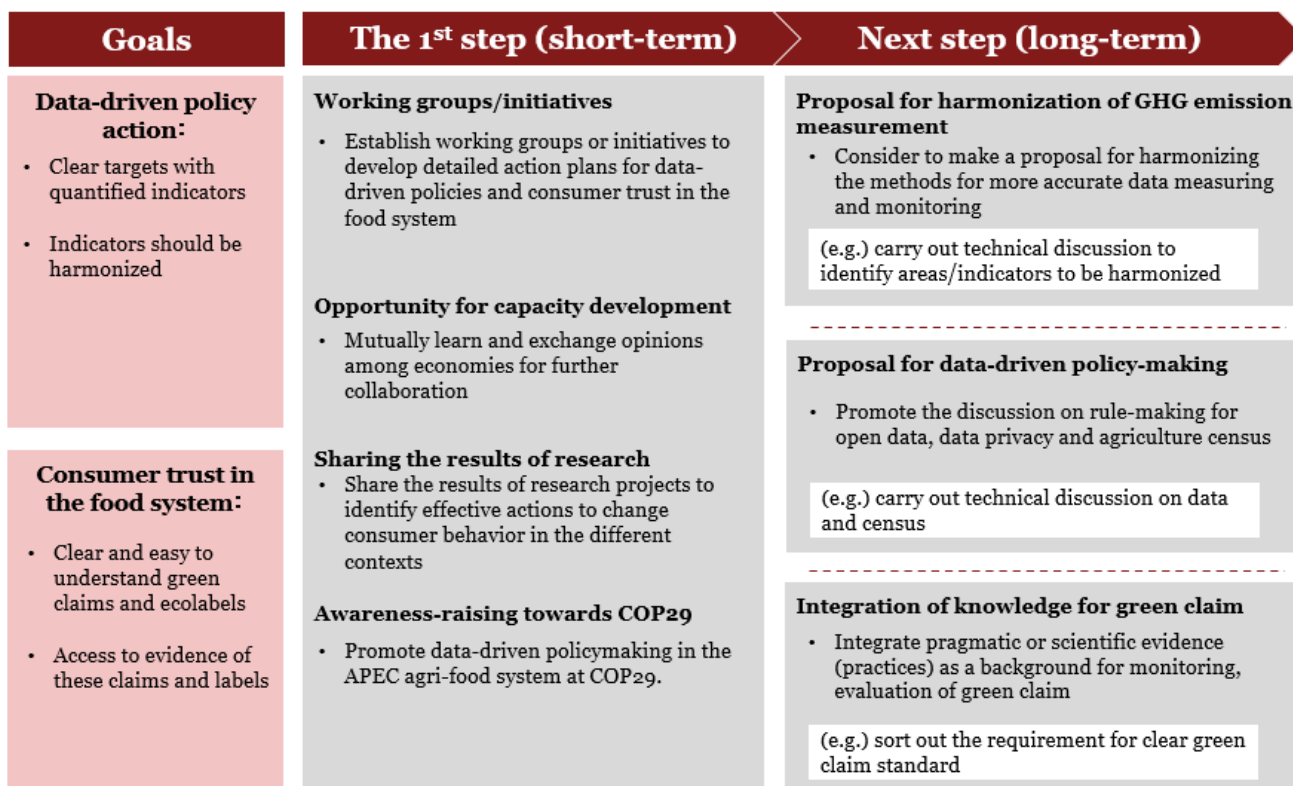 Goals
Data-driven policy
action:
• Clear targets with
quantified indicators
• Indicators should be
harmonized
Consumer trust in
the food system:
• Clear and easy to
understand green
claims and ecolabels
• Access to evidence of
these claims and labels
The 1st step (short-term)
Working groups/initiatives
• Establish working groups or initiatives to
develop detailed action plans for data-
driven policies and consumer trust in the
food system
Opportunity for capacity development
• Mutually learn and exchange opinions
among economies for further
collaboration
Sharing the results of research
• Share the results of research projects to
identify effective actions to change
consumer behavior in the different
contexts
Awareness-raising towards COP29
• Promote data-driven policymaking in the
APEC agri-food system at COP29.
Next step (long-term)
Proposal for harmonization of GHG emission
measurement
• Consider to make a proposal for harmonizing
the methods for more accurate data measuring
and monitoring
(e.g.) carry out technical discussion to
identify areas/indicators to be harmonized
Proposal for data-driven policy-making
• Promote the discussion on rule-making for
open data, data privacy and agriculture census
(e.g.) carry out technical discussion on data
and census
Integration of knowledge for green claim
• Integrate pragmatic or scientific evidence
(practices) as a background for monitoring,
evaluation of green claim
(e.g.) sort out the requirement for clear green
claim standard